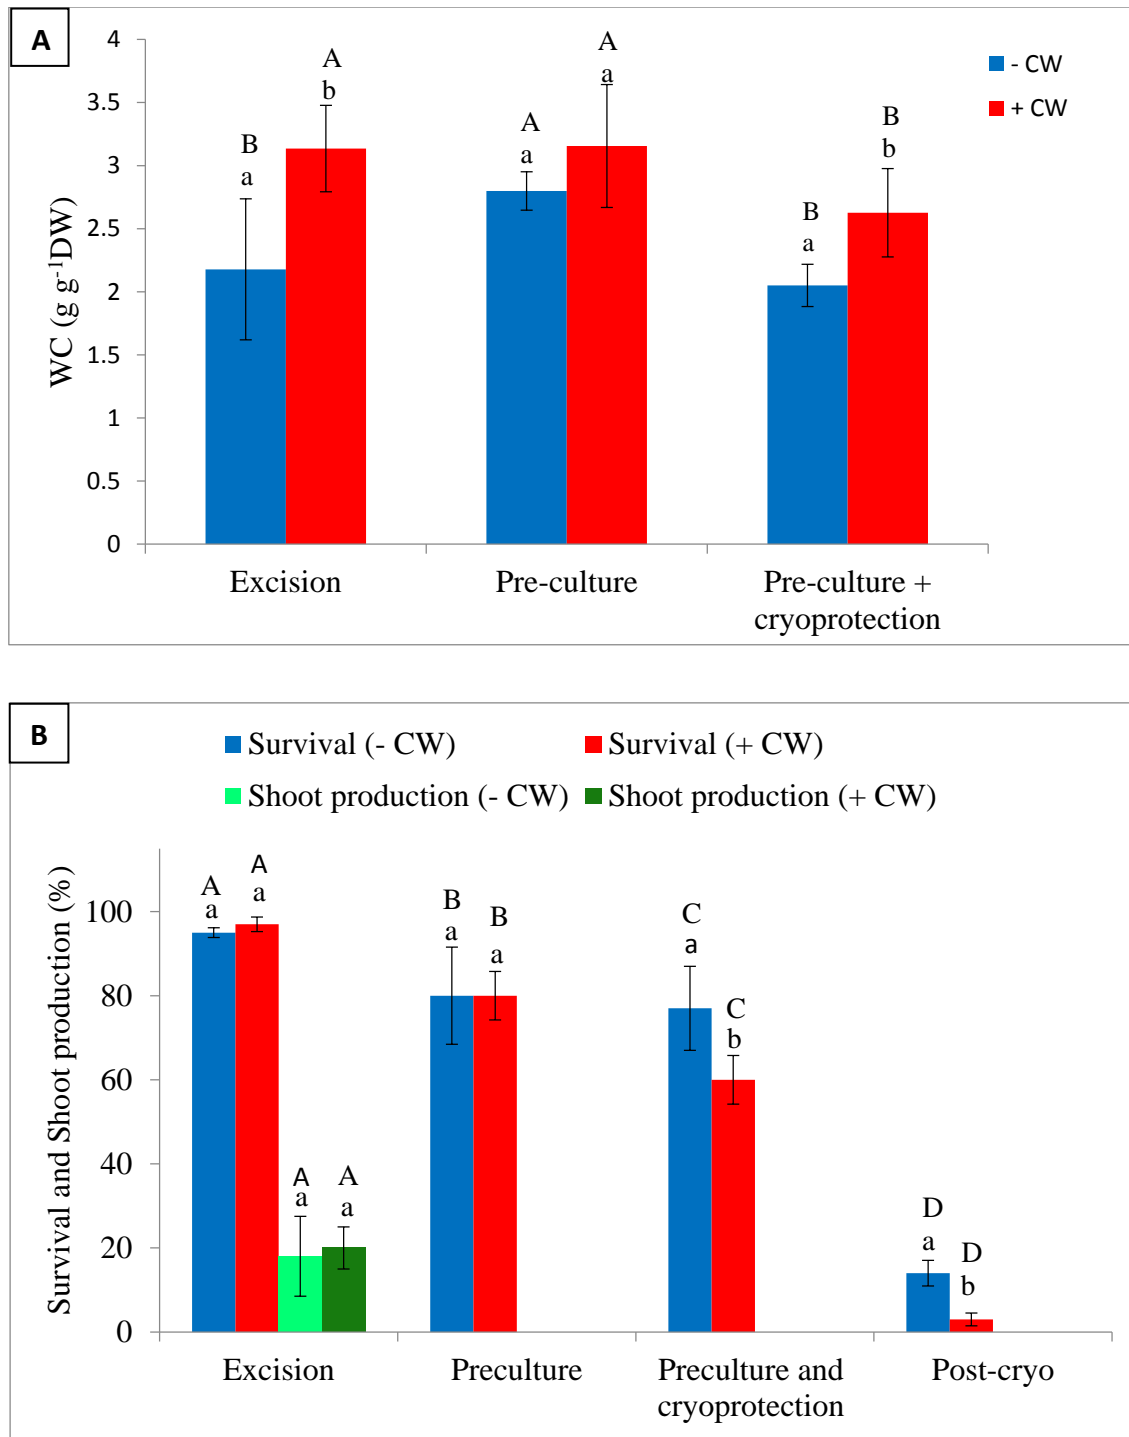 A
4
3.5
3
2.5
2
1.5
1
0.5
0
WC (g g-1DW)
B
a
A
b
A
a
A
a
B
a
B
b
- CW
+ CW
Excision
Pre-culture
Pre-culture +
cryoprotection
B
Survival (- CW)
Survival (+ CW)
Shoot production (- CW)
Shoot production (+ CW)
Survival and Shoot production (%)
100
80
60
40
20
0
A
a
A
a
A
a
A
a
B
a
B
a
C
a
C
b
D
a
D
b
Excision
Preculture
Preculture and
cryoprotection
Post-cryo